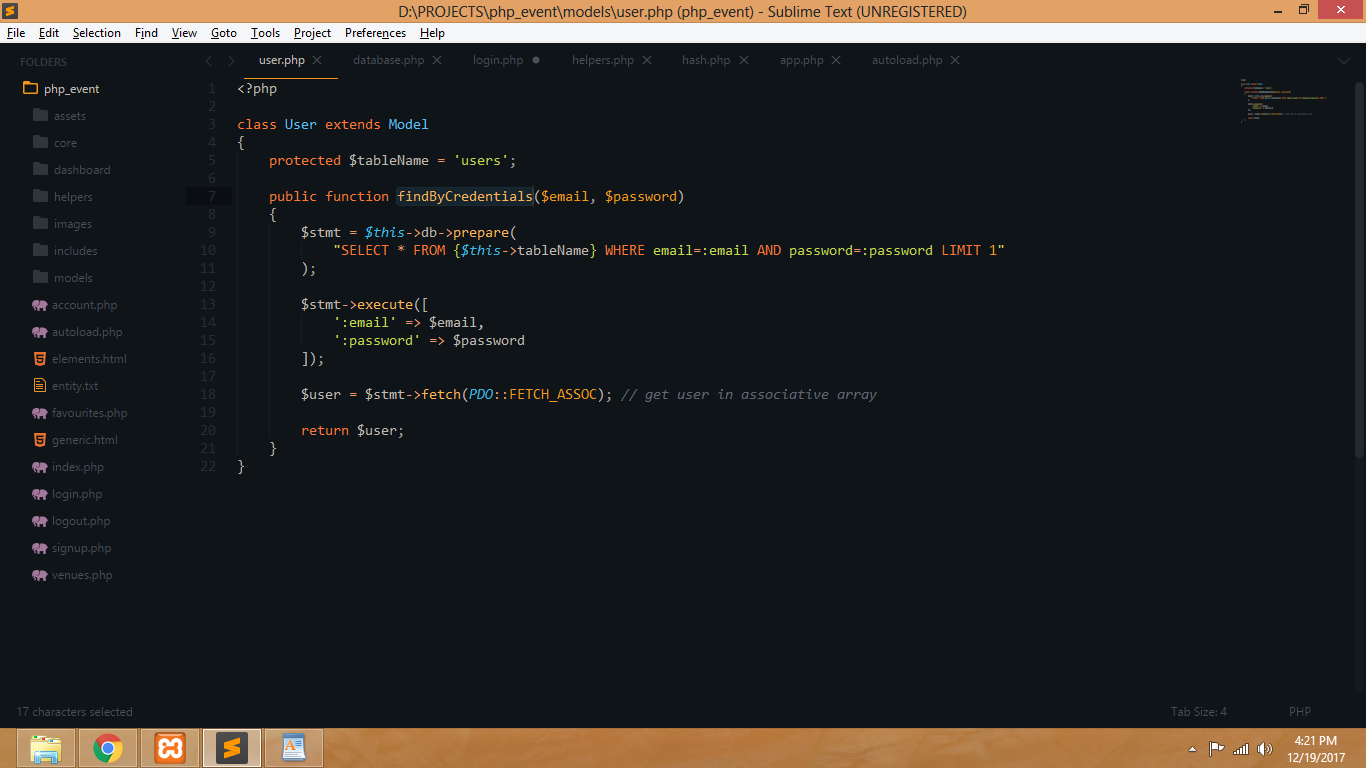 D:\PROJECTS\php_event\models\user.php (php_event) - Sublime Text (UNREGISTERED)
File Edit Selection Find View Goto Tools Project Preferences Help
FOLDERS
php_event
assets
core
dashboard
helpers
images
includes
models
account.php
autoload.php
elements.html
entity.txt
favourites.php
generic.html
index.php
login.php
logout.php
signup.php
venues.php
user.php database.php login.php helpers.php hash.php app.php autoload.php
1 <?php
2
3 class User extends Model
4 {
5     protected $tableName = 'users';
6
7     public function findByCredentials($email, $password)
8     {
9         $stmt = $this->db->prepare(
10             "SELECT * FROM {$this->tableName} WHERE email=:email AND password=:password LIMIT 1"
11         );
12
13         $stmt->execute([
14             ':email' => $email,
15             ':password' => $password
16         ]);
17
18         $user = $stmt->fetch(PDO::FETCH_ASSOC); // get user in associative array
19
20         return $user;
21     }
22 }
17 characters selected
Tab Size: 4 PHP
4:21 PM
12/19/2017